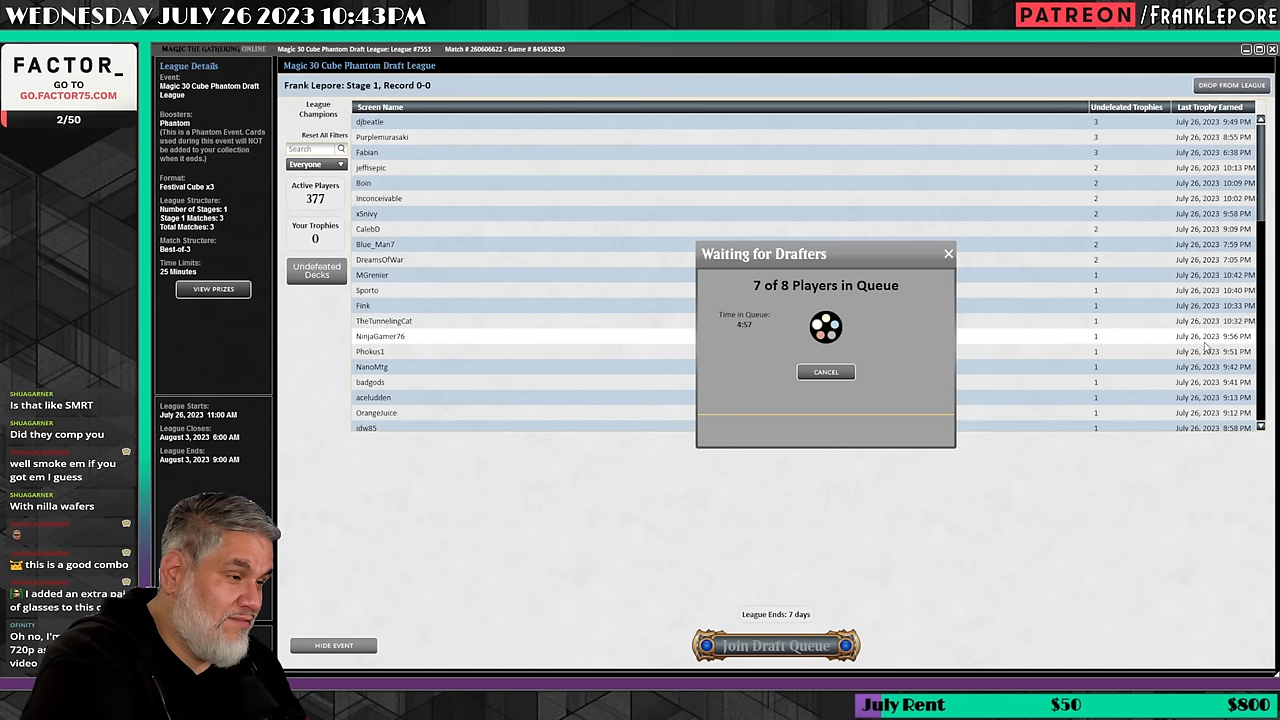 WEDNESDAY JULY 26 2023 10:43PM
PATREON/FRANKLEPORE
FACTOR_
GO TO
GO.FACTOR75.COM
2/50
MAGIC THE GATHERING ONLINE
Magic 30 Cube Phantom Draft League: League #7553 Match # 260606622 - Game # 845635820
League Details
Event:
Magic 30 Cube Phantom Draft
League
Boosters:
Phantom
(This is a Phantom Event. Cards
used during this event will NOT
be added to your collection
when it ends.)
Format:
Festival Cube x3
League Structure:
Number of Stages: 1
Stage 1 Matches: 3
Total Matches: 3
Match Structure:
Best-of-3
Time Limits:
25 Minutes
VIEW PRIZES
League Starts:
July 26, 2023 11:00 AM
League Closes:
August 3, 2023 6:00 AM
League Ends:
August 3, 2023 9:00 AM
Magic 30 Cube Phantom Draft League
Frank Lepore: Stage 1, Record 0-0
DROP FROM LEAGUE
League
Champions
Reset All Filters
Search
Everyone
Active Players
377
Your Trophies
0
Undefeated
Decks
Screen Name Undefeated Trophies Last Trophy Earned
djbeatle 3 July 26, 2023 9:49 PM
Purplemurasaki 3 July 26, 2023 8:55 PM
Fabian 3 July 26, 2023 6:38 PM
jeffisepic 2 July 26, 2023 10:13 PM
Boin 2 July 26, 2023 10:09 PM
Inconceivable 2 July 26, 2023 10:02 PM
xSnivy 2 July 26, 2023 9:58 PM
CalebD 2 July 26, 2023 9:09 PM
Blue_Man7 2 July 26, 2023 7:59 PM
DreamsOfWar 2 July 26, 2023 7:05 PM
MGrenier 1 July 26, 2023 10:42 PM
Sporto 1 July 26, 2023 10:40 PM
Fink 1 July 26, 2023 10:33 PM
TheTunnelingCat 1 July 26, 2023 10:32 PM
NinjaGamer76 1 July 26, 2023 9:56 PM
Phokus1 1 July 26, 2023 9:51 PM
NanoMtg 1 July 26, 2023 9:42 PM
badgods 1 July 26, 2023 9:41 PM
aceludden 1 July 26, 2023 9:13 PM
OrangeJuice 1 July 26, 2023 9:12 PM
idw85 1 July 26, 2023 8:58 PM
Waiting for Drafters
7 of 8 Players in Queue
Time in Queue:
4:57
CANCEL
League Ends: 7 days
HIDE EVENT
Join Draft Queue
SHUAGARNER
Is that like SMRT
SHUAGARNER
Did they comp you
well smoke em if you
got em I guess
SHUAGARNER
With nilla wafers
this is a good combo
I added an extra pai
of glasses to this c
OFINITY
Oh no, I'm
720p as
video
July Rent $50 $800